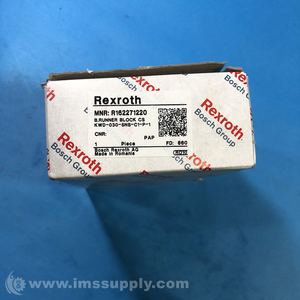 Rexroth
MNR: R162271220
B.RUNNER BLOCK CS
KWD-030-SNS-C1-P-1
CNR:
PAP
1 Piece FD: 860
Bosch Rexroth AG
Made in Romania
Rexroth
Bosch Group
Rexroth
Bosch Group
www.imssupply.com